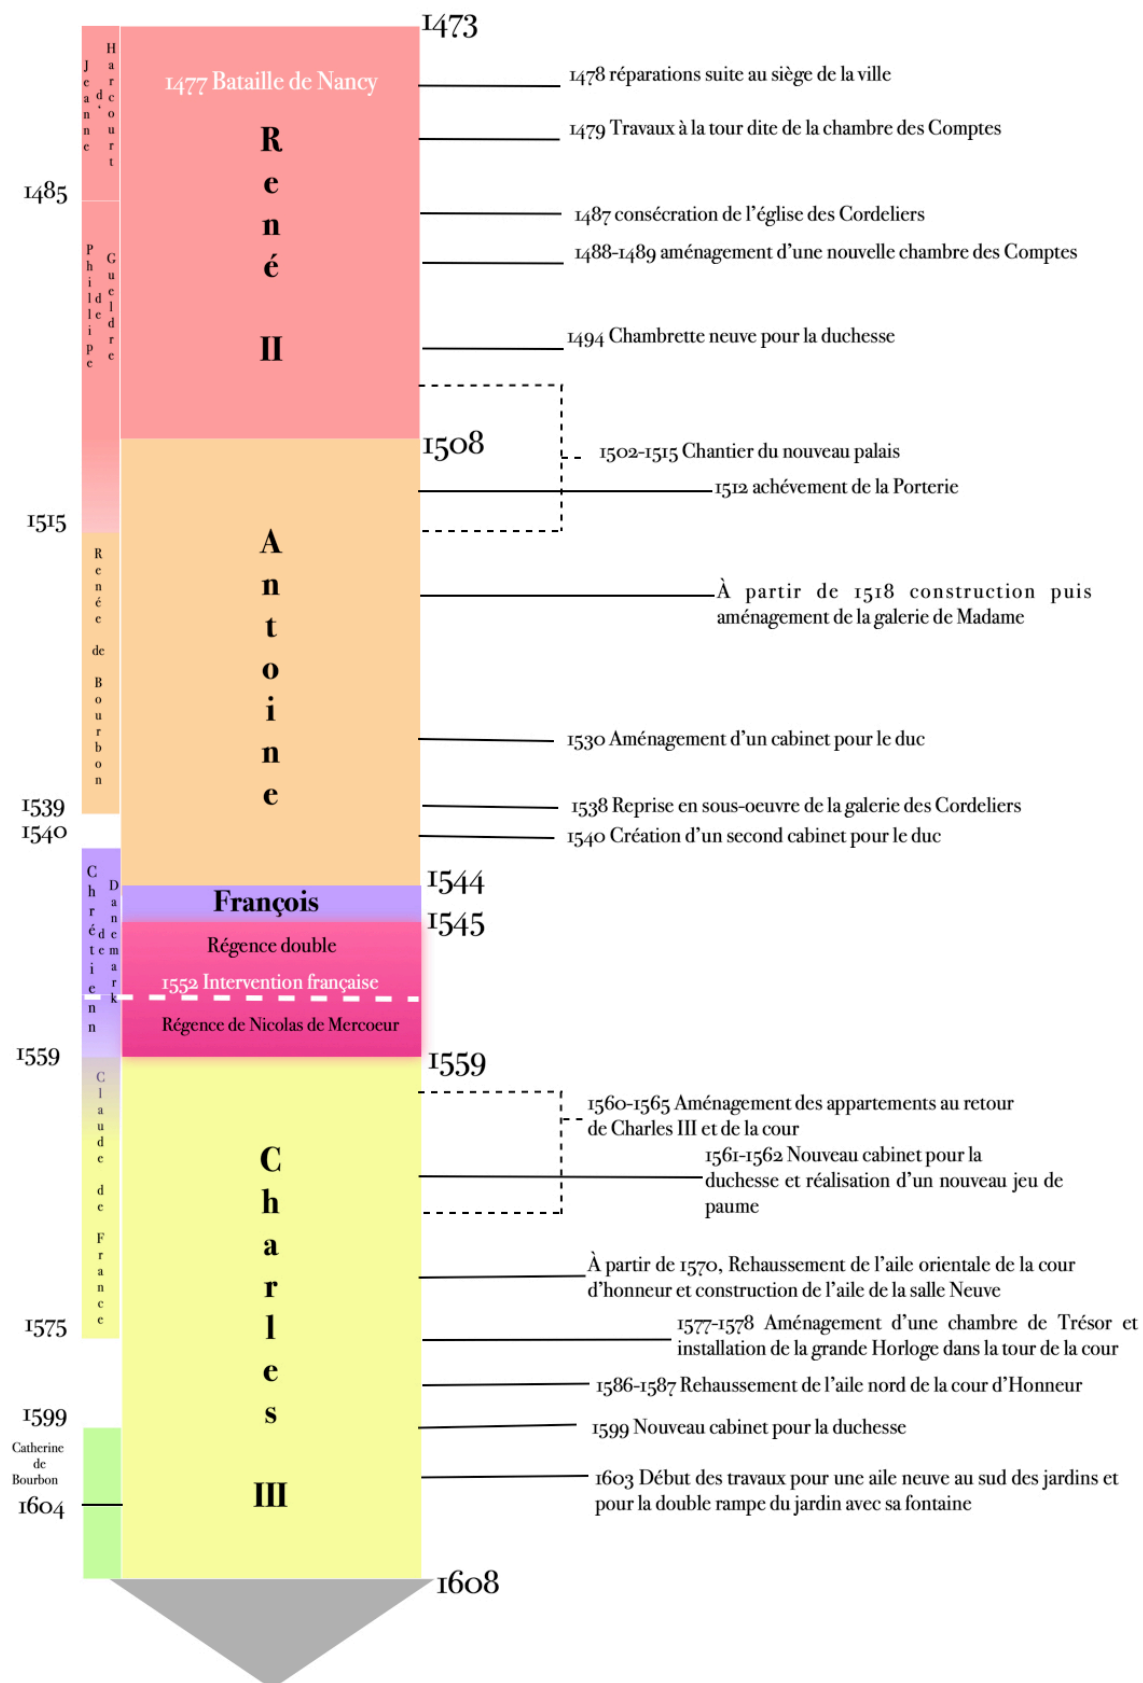 1473
Jeanne d' Harcourt
1477 Bataille de Nancy
1478 réparations suite au siège de la ville
René II
1479 Travaux à la tour dite de la chambre des Comptes
1485
1487 consécration de l'église des Cordeliers
Phillipe de Gueldre
1488-1489 aménagement d'une nouvelle chambre des Comptes
1494 Chambrette neuve pour la duchesse
1508
1502-1515 Chantier du nouveau palais
1512 achévement de la Porterie
1515
Antoine
Renée de Bourbon
À partir de 1518 construction puis
aménagement de la galerie de Madame
1530 Aménagement d'un cabinet pour le duc
1539
1538 Reprise en sous-oeuvre de la galerie des Cordeliers
1540
1540 Création d'un second cabinet pour le duc
Chrétienn de Danemark
1544
François
1545
Régence double
1552 Intervention française
Régence de Nicolas de Mercoeur
1559
1559
Claude de France
1560-1565 Aménagement des appartements au retour
de Charles III et de la cour
Charles III
1561-1562 Nouveau cabinet pour la
duchesse et réalisation d'un nouveau jeu de
paume
À partir de 1570, Rehaussement de l'aile orientale de la cour
d'honneur et construction de l'aile de la salle Neuve
1575
1577-1578 Aménagement d'une chambre de Trésor et
installation de la grande Horloge dans la tour de la cour
1586-1587 Rehaussement de l'aile nord de la cour d'Honneur
1599
1599 Nouveau cabinet pour la duchesse
Catherine
de
Bourbon
1603 Début des travaux pour une aile neuve au sud des jardins et
pour la double rampe du jardin avec sa fontaine
1604
1608